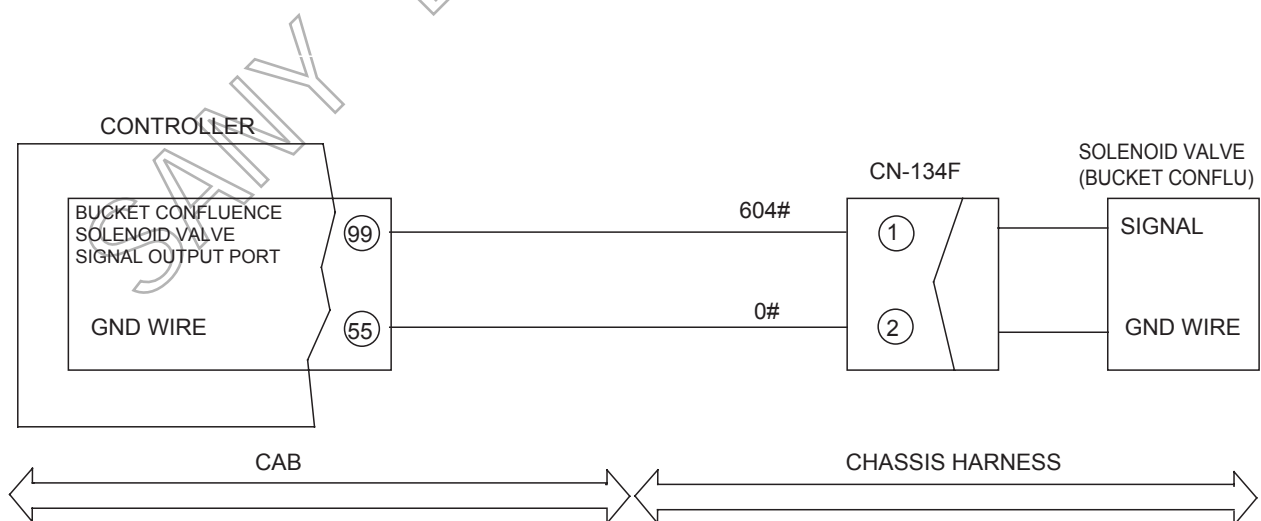 SANY
CONTROLLER
BUCKET CONFLUENCE
SOLENOID VALVE
SIGNAL OUTPUT PORT
99
GND WIRE
55
604#
0#
CN-134F
1
2
SOLENOID VALVE
(BUCKET CONFLU)
SIGNAL
GND WIRE
CAB
CHASSIS HARNESS